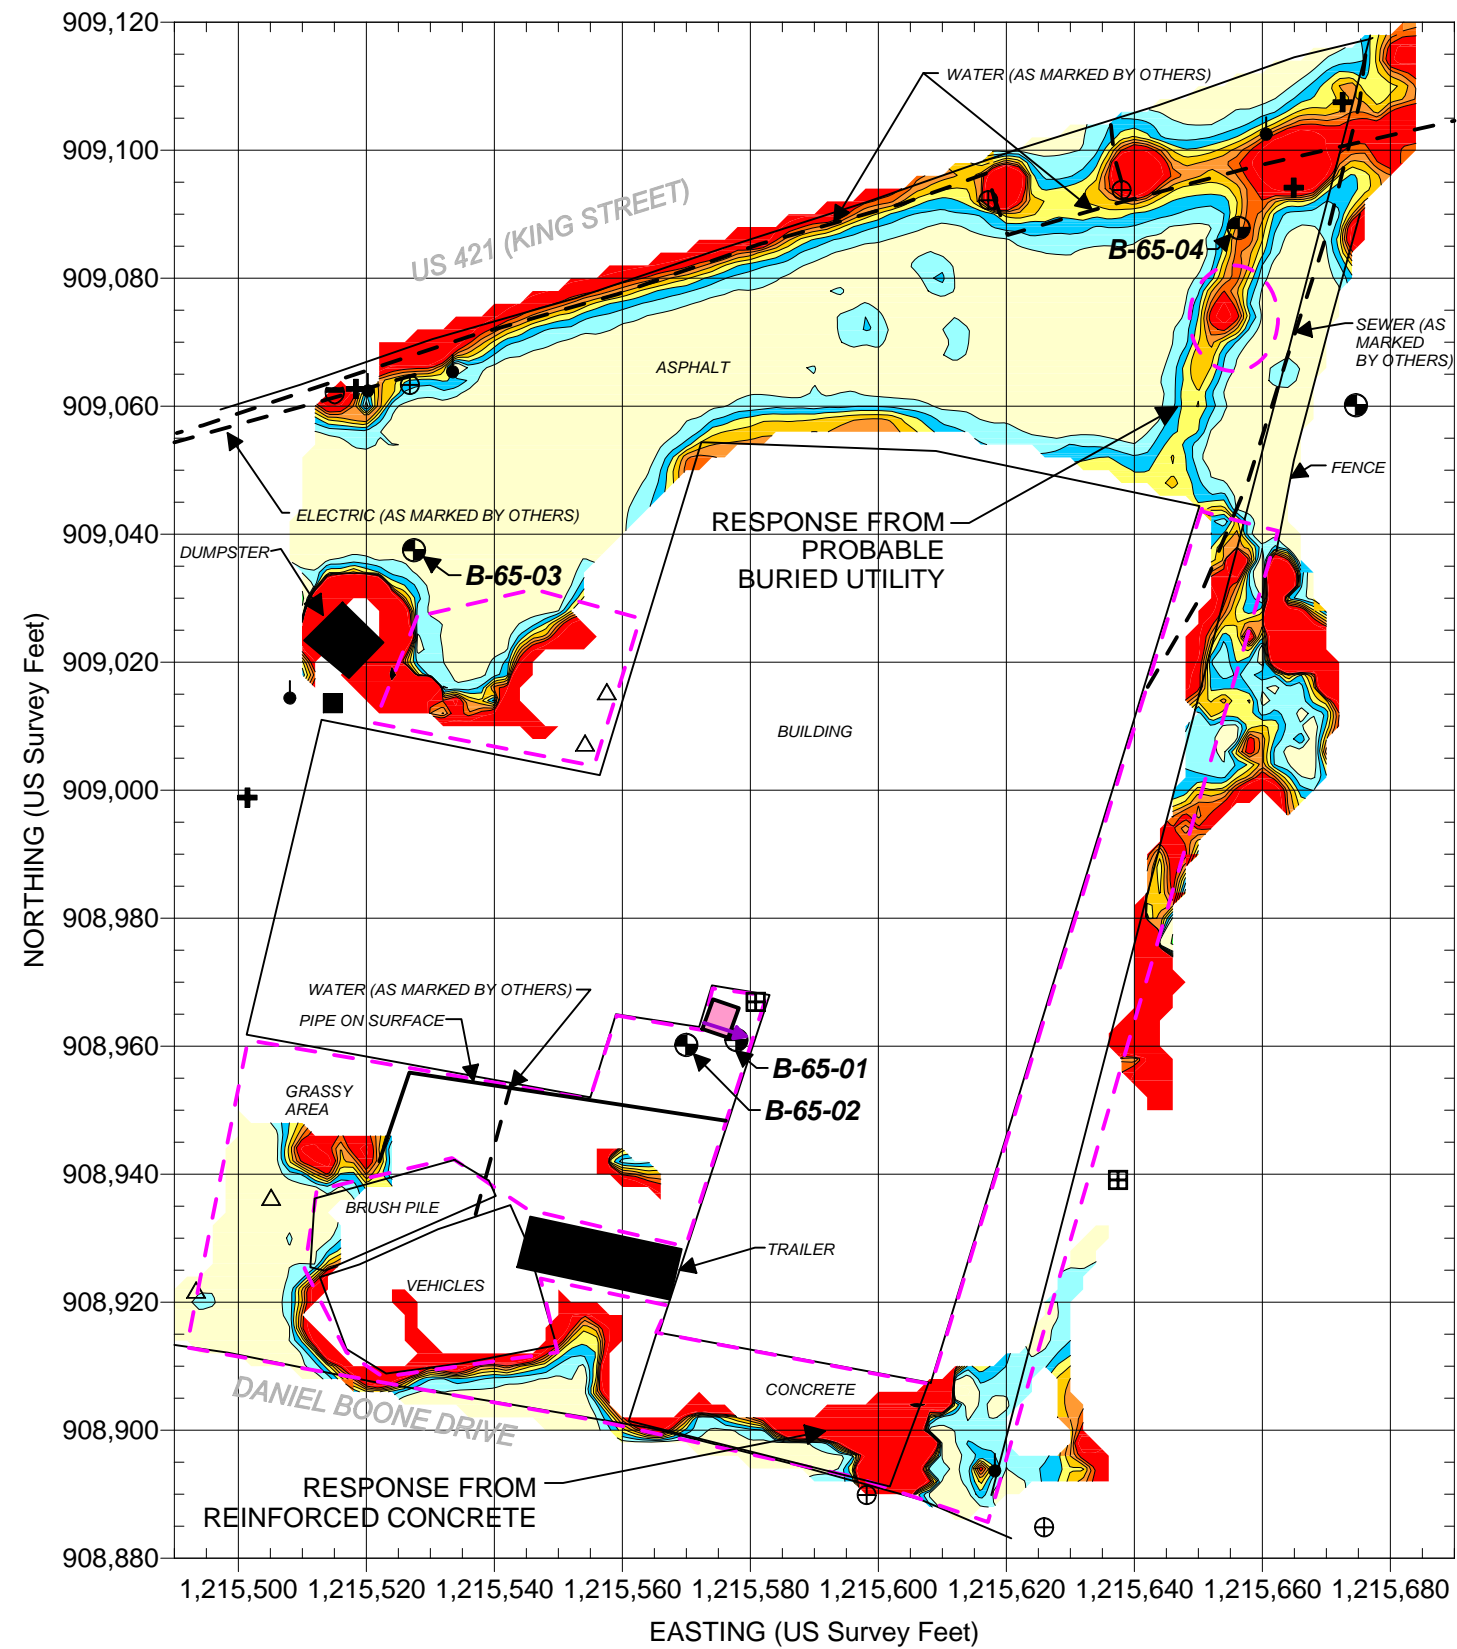 909,120
909,100
909,080
909,060
909,040
909,020
909,000
908,980
908,960
908,940
908,920
908,900
908,880
NORTHING (US Survey Feet)
WATER (AS MARKED BY OTHERS)
US 421 (KING STREET)
B-65-04
SEWER (AS
MARKED
BY OTHERS)
ASPHALT
FENCE
ELECTRIC (AS MARKED BY OTHERS)
RESPONSE FROM
PROBABLE
BURIED UTILITY
DUMPSTER
B-65-03
BUILDING
WATER (AS MARKED BY OTHERS)
PIPE ON SURFACE
B-65-01
GRASSY
AREA
B-65-02
BRUSH PILE
TRAILER
VEHICLES
CONCRETE
DANIEL BOONE DRIVE
RESPONSE FROM
REINFORCED CONCRETE
1,215,500 1,215,520 1,215,540 1,215,560 1,215,580 1,215,600 1,215,620 1,215,640 1,215,660 1,215,680
EASTING (US Survey Feet)